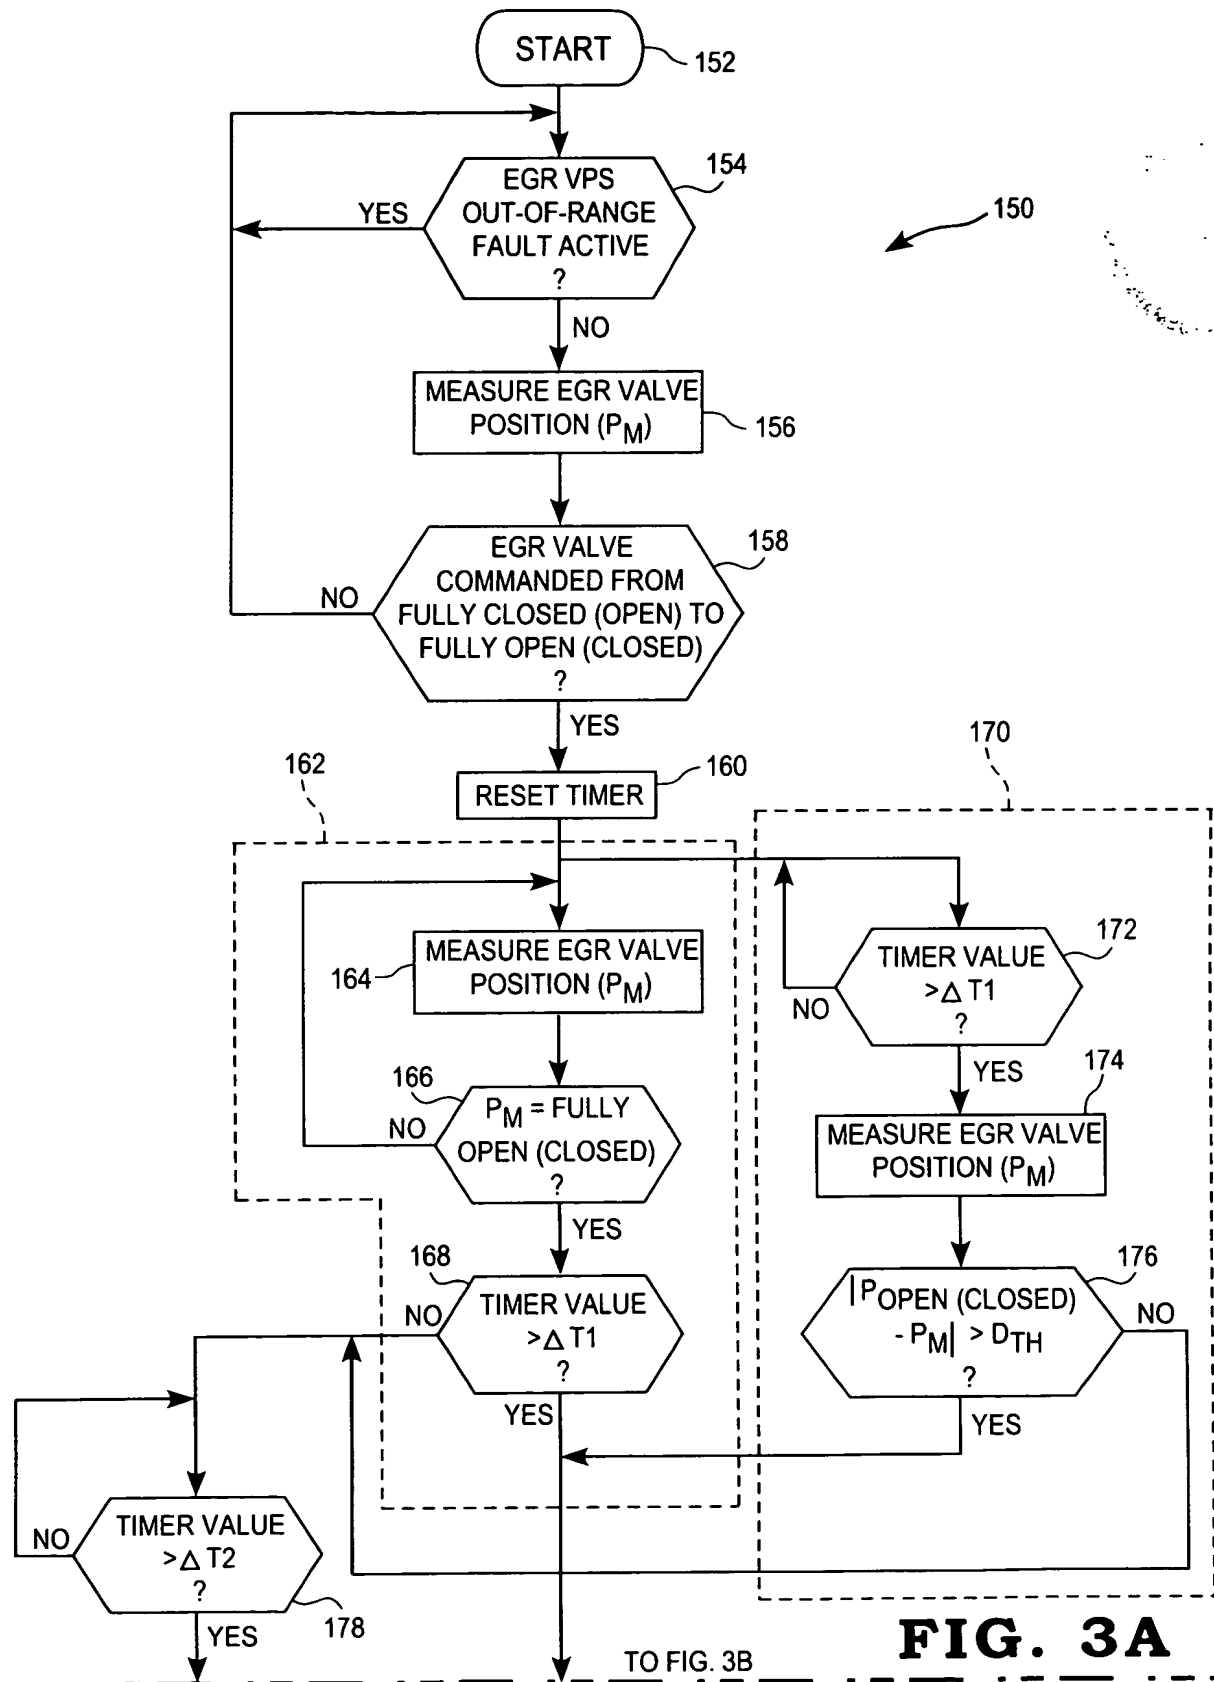 START
152
EGR VPS
OUT-OF-RANGE
FAULT ACTIVE
?
154
YES
150
NO
MEASURE EGR VALVE
POSITION (PM)
156
EGR VALVE
COMMANDED FROM
FULLY CLOSED (OPEN) TO
FULLY OPEN (CLOSED)
?
158
NO
YES
RESET TIMER
160
162
170
MEASURE EGR VALVE
POSITION (PM)
164
TIMER VALUE
>Δ T1
?
172
NO
YES
PM = FULLY
OPEN (CLOSED)
?
166
NO
YES
MEASURE EGR VALVE
POSITION (PM)
174
TIMER VALUE
>Δ T1
?
168
NO
YES
|POPEN (CLOSED)
- PM| > DTH
?
176
NO
YES
TIMER VALUE
>Δ T2
?
NO
178
YES
TO FIG. 3B
FIG. 3A